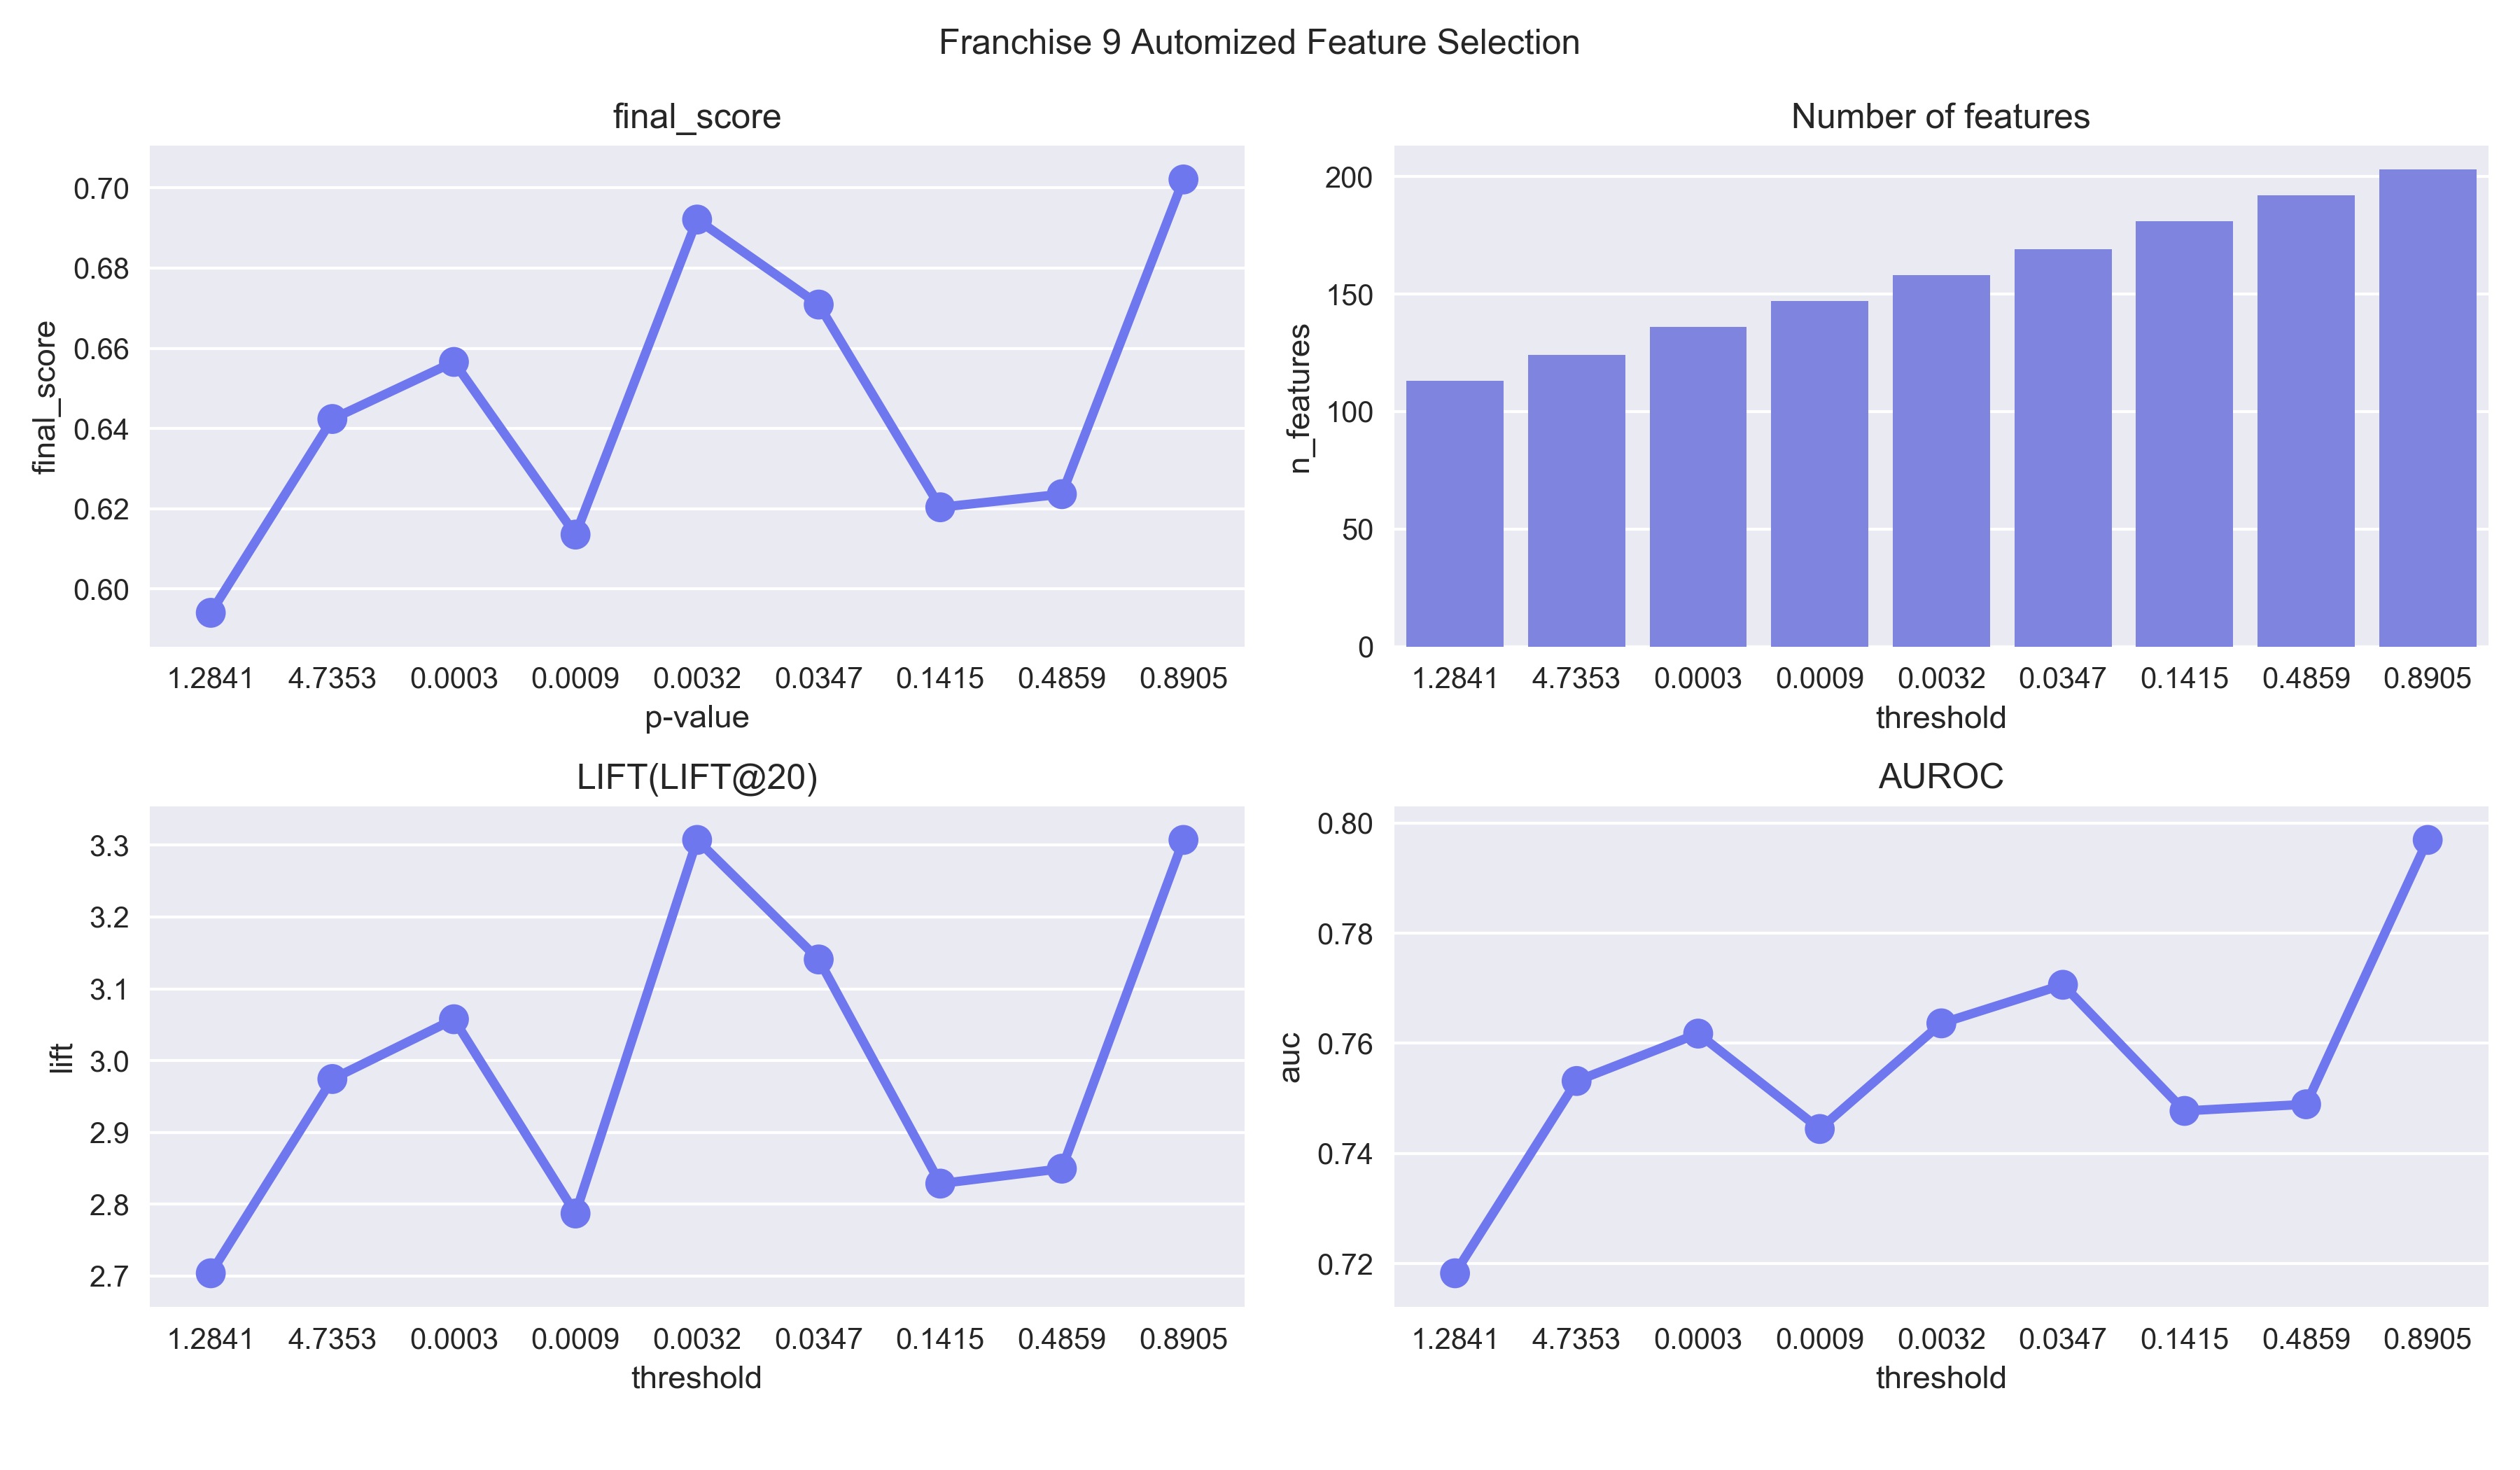 Franchise 9 Automized Feature Selection
final_score
final_score
0.70
0.68
0.66
0.64
0.62
0.60
1.2841 4.7353 0.0003 0.0009 0.0032 0.0347 0.1415 0.4859 0.8905
p-value
Number of features
n_features
200
150
100
50
0
1.2841 4.7353 0.0003 0.0009 0.0032 0.0347 0.1415 0.4859 0.8905
threshold
LIFT(LIFT@20)
lift
3.3
3.2
3.1
3.0
2.9
2.8
2.7
1.2841 4.7353 0.0003 0.0009 0.0032 0.0347 0.1415 0.4859 0.8905
threshold
AUROC
auc
0.80
0.78
0.76
0.74
0.72
1.2841 4.7353 0.0003 0.0009 0.0032 0.0347 0.1415 0.4859 0.8905
threshold